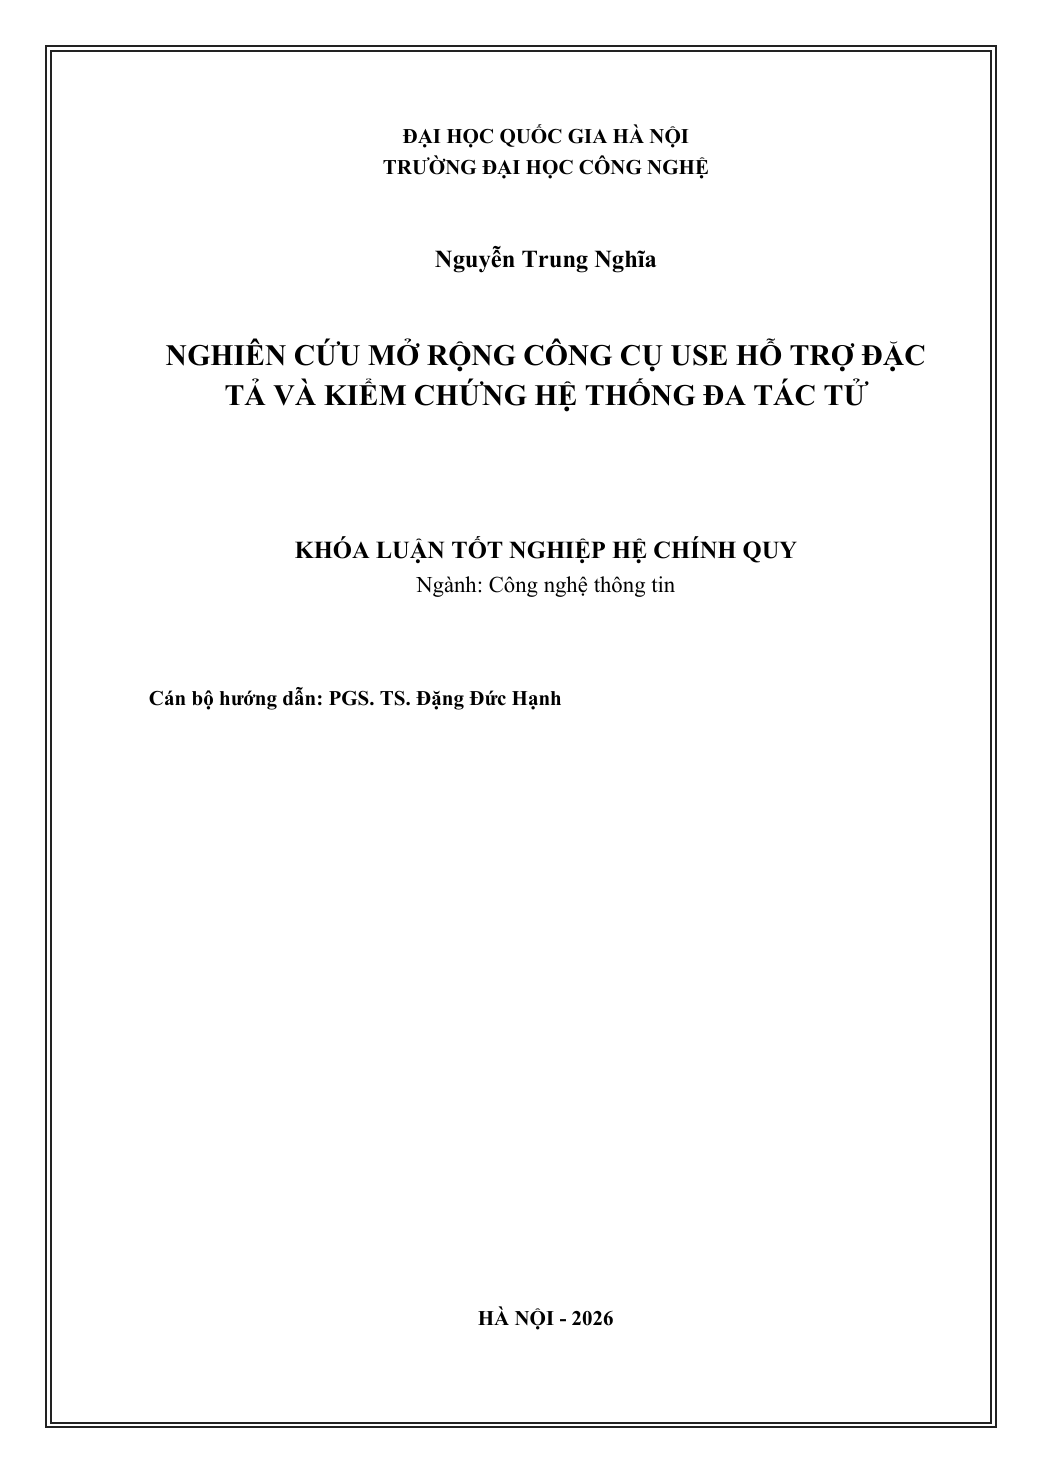 ĐẠI HỌC QUỐC GIA HÀ NỘI
TRƯỜNG ĐẠI HỌC CÔNG NGHỆ
Nguyễn Trung Nghĩa
NGHIÊN CỨU MỞ RỘNG CÔNG CỤ USE HỖ TRỢ ĐẶC
TẢ VÀ KIỂM CHỨNG HỆ THỐNG ĐA TÁC TỬ
KHÓA LUẬN TỐT NGHIỆP HỆ CHÍNH QUY
Ngành: Công nghệ thông tin
Cán bộ hướng dẫn: PGS. TS. Đặng Đức Hạnh
HÀ NỘI - 2026